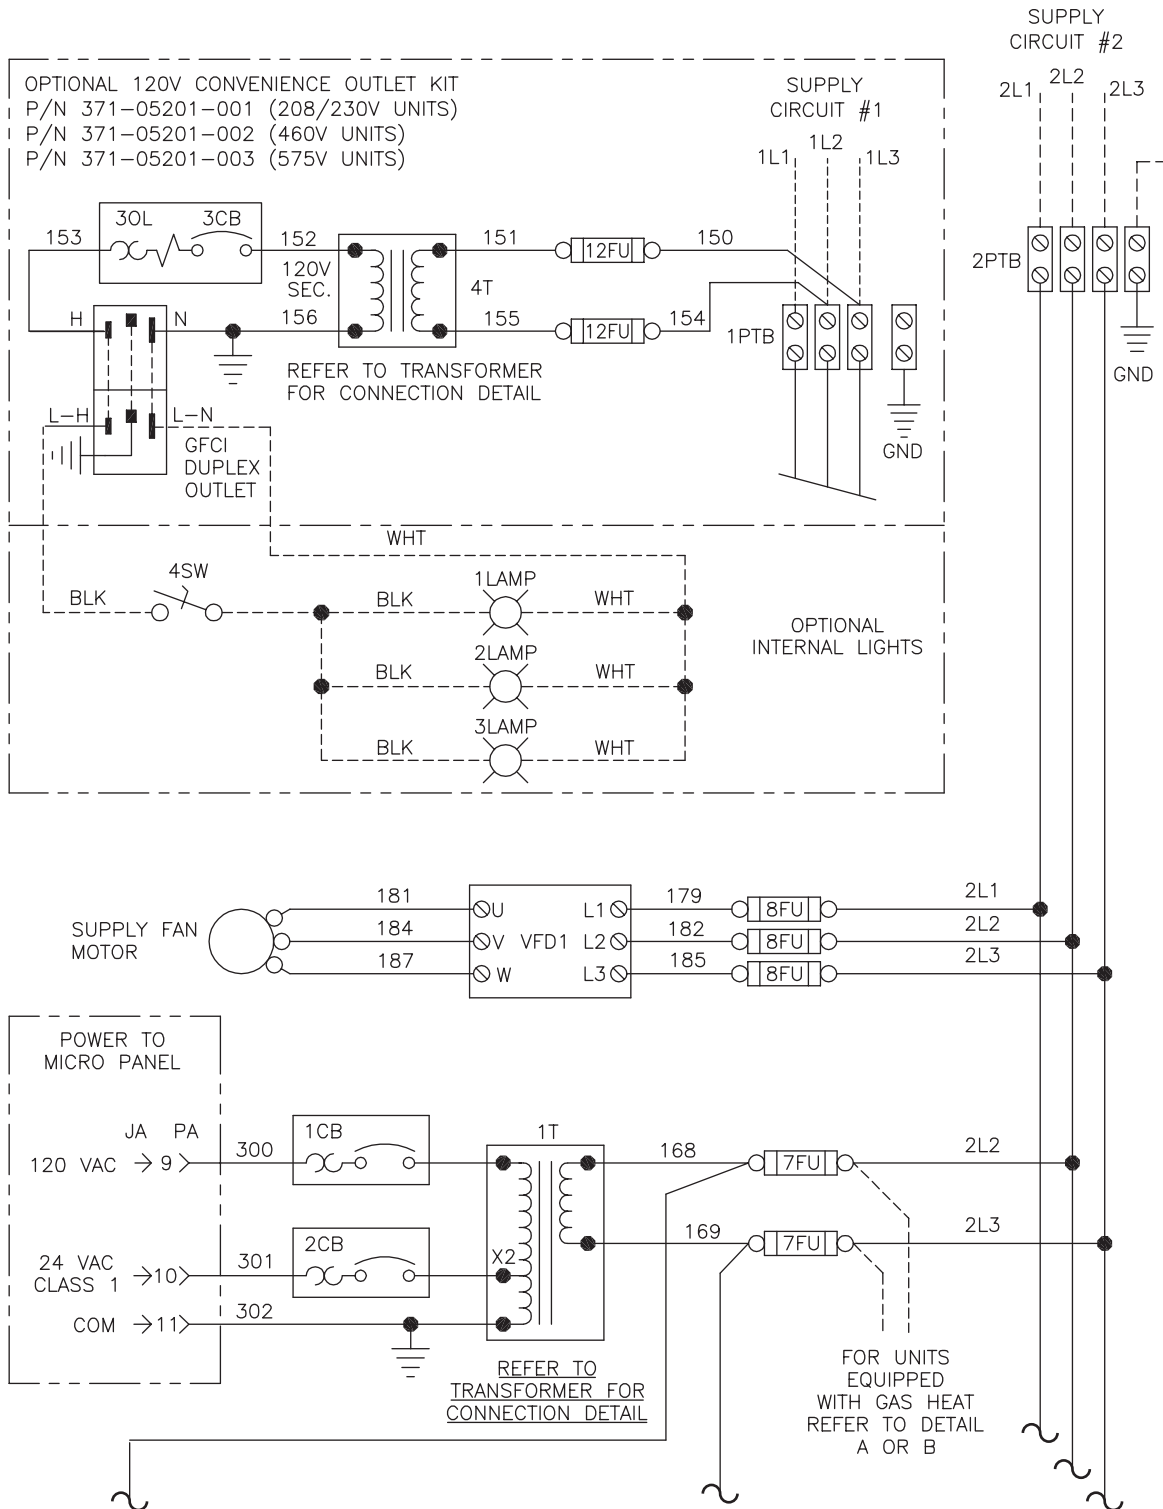 SUPPLY
CIRCUIT #2
2L1
2L2
2L3
OPTIONAL 120V CONVENIENCE OUTLET KIT
P/N 371-05201-001 (208/230V UNITS)
P/N 371-05201-002 (460V UNITS)
P/N 371-05201-003 (575V UNITS)
SUPPLY
CIRCUIT #1
1L1
1L2
1L3
3OL
3CB
153
152
151
12FU
150
120V
SEC.
4T
2PTB
H
N
156
155
12FU
154
1PTB
REFER TO TRANSFORMER
FOR CONNECTION DETAIL
GND
L-H
L-N
GFCI
DUPLEX
OUTLET
GND
WHT
4SW
BLK
1LAMP
BLK
WHT
OPTIONAL
INTERNAL LIGHTS
2LAMP
BLK
WHT
3LAMP
BLK
WHT
SUPPLY FAN
MOTOR
181
U
L1
179
8FU
2L1
184
V
VFD1
L2
182
8FU
2L2
187
W
L3
185
8FU
2L3
POWER TO
MICRO PANEL
JA
PA
120 VAC
9
300
1CB
1T
168
7FU
2L2
169
7FU
2L3
24 VAC
CLASS 1
10
301
2CB
X2
COM
11
302
REFER TO
TRANSFORMER FOR
CONNECTION DETAIL
FOR UNITS
EQUIPPED
WITH GAS HEAT
REFER TO DETAIL
A OR B